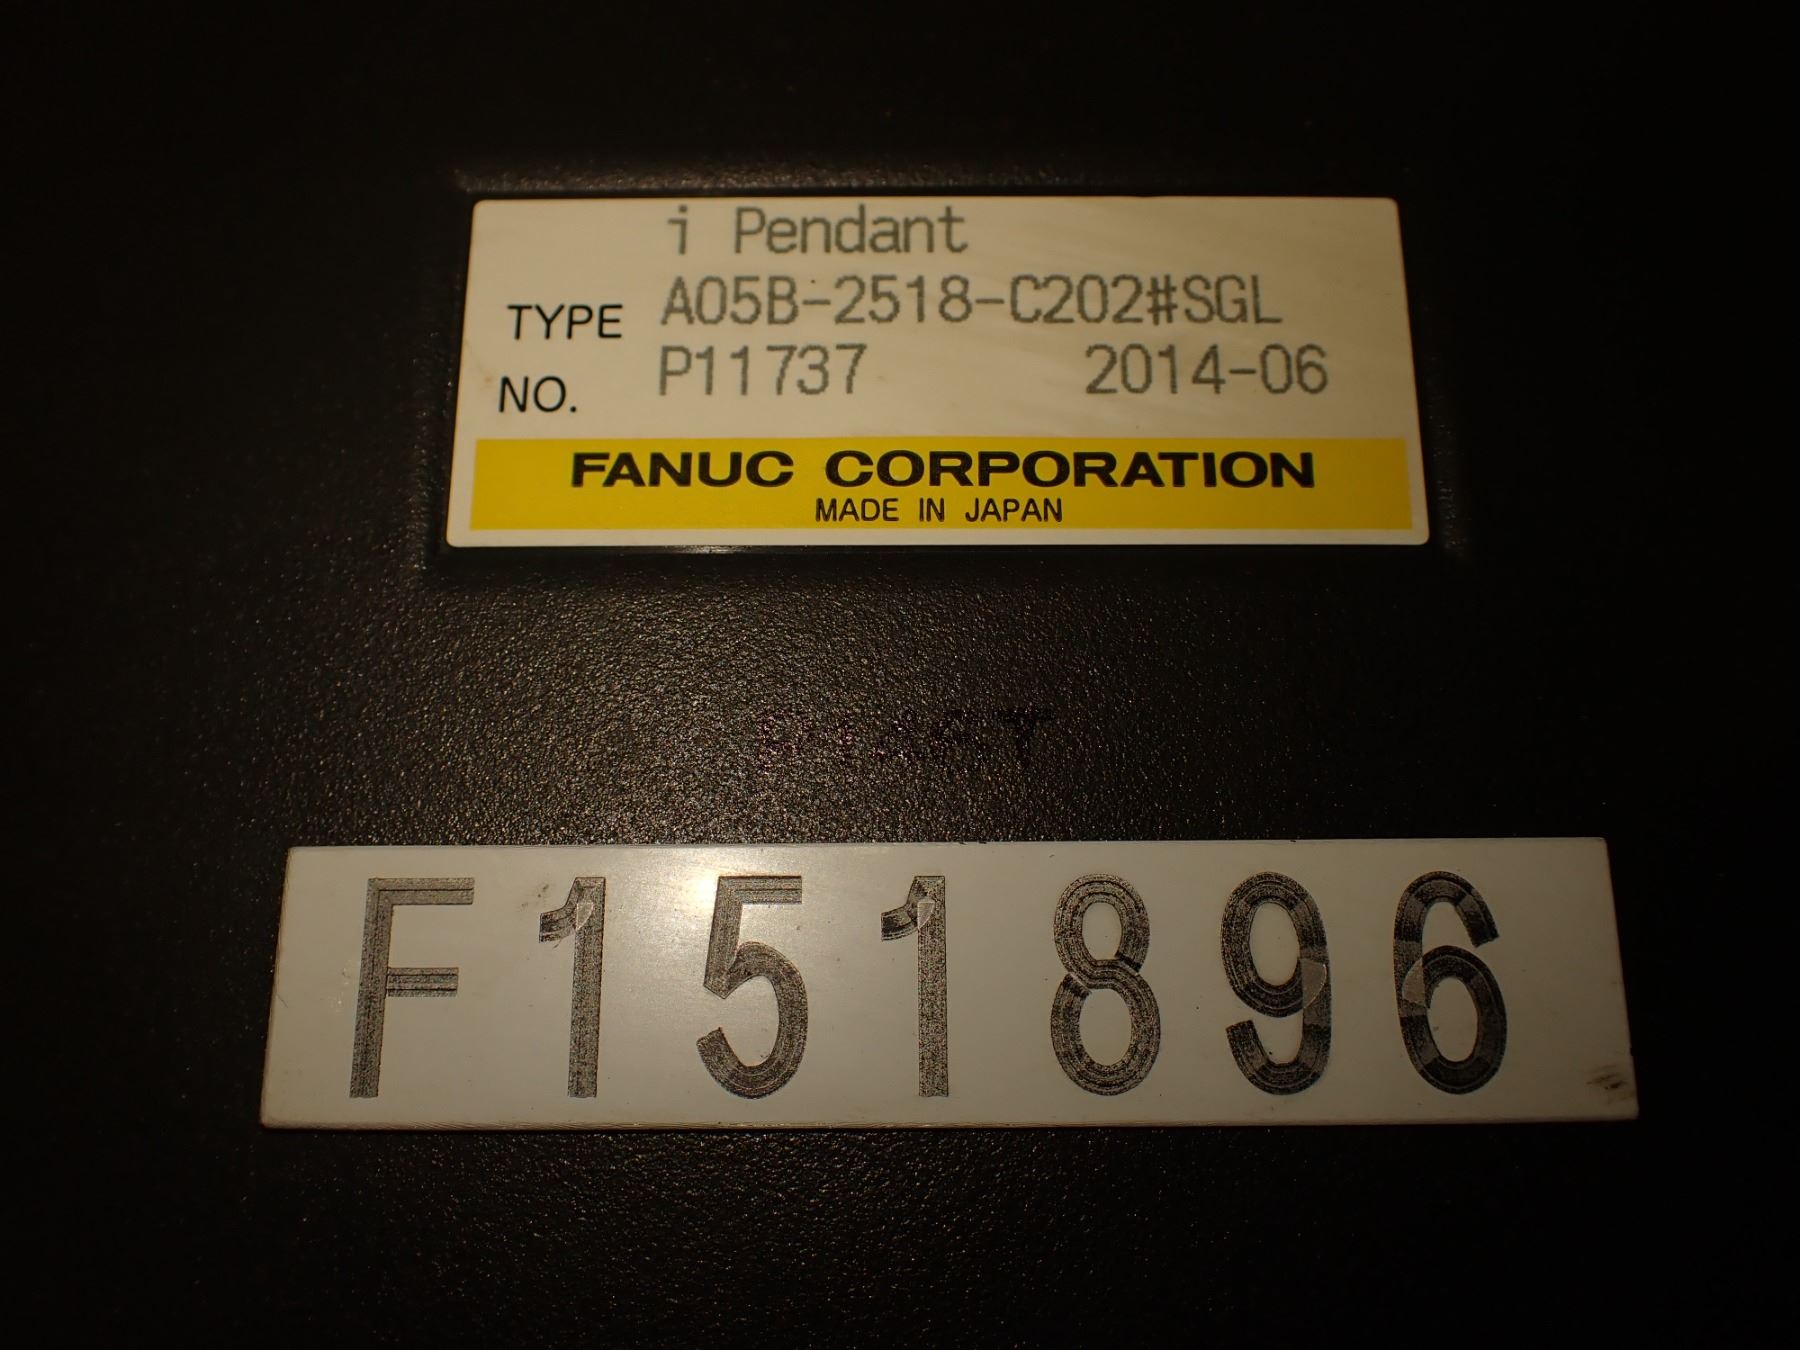 i Pendant
TYPE A05B-2518-C202#SGL
NO. P11737 2014-06
FANUC CORPORATION
MADE IN JAPAN
F151896